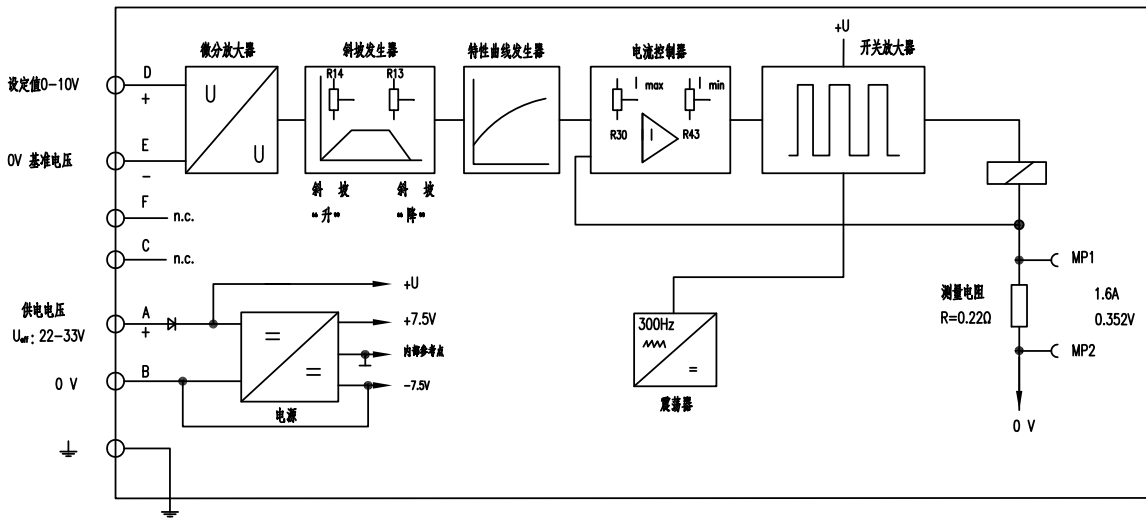 +U
微分放大器
斜坡发生器
特性曲线发生器
电流控制器
开关放大器
设定值0-10V
D
+
U
U
R14
R13
I max
I min
R30
I
R43
0V 基准电压
E
-
斜 坡
"升"
斜 坡
"降"
F
n.c.
C
n.c.
MP1
测量电阻
R=0.22Ω
1.6A
0.352V
MP2
0 V
供电电压
Ueff: 22-33V
A
+
+U
+7.5V
内部参考点
-7.5V
=
=
0 V
B
电源
300Hz
=
震荡器